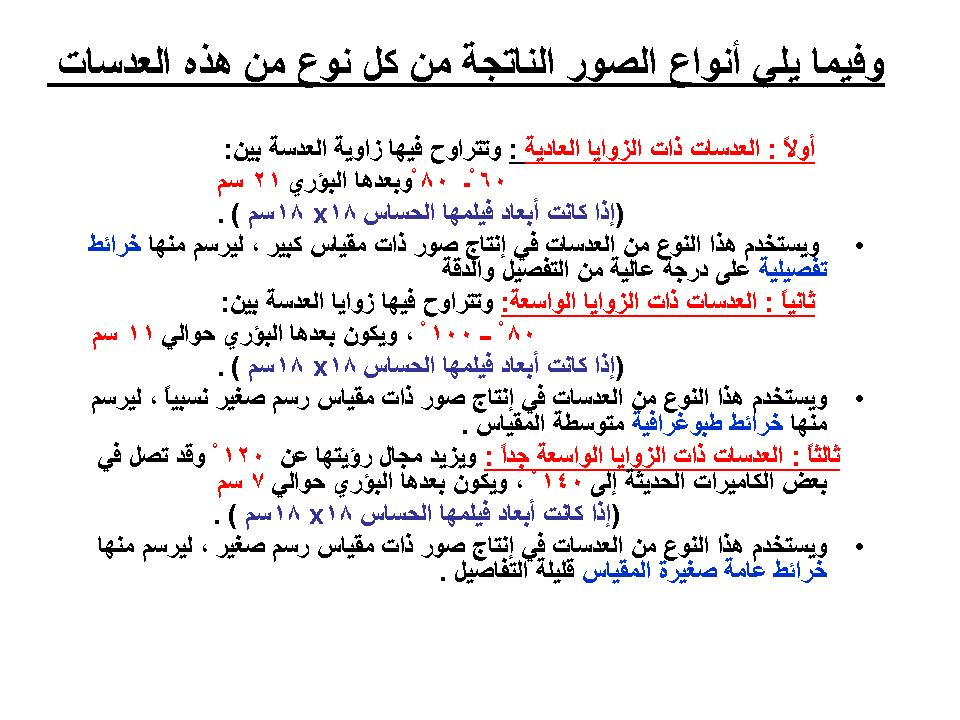 وفيما يلي أنواع الصور الناتجة من كل نوع من هذه العدسات
أولاً : العدسات ذات الزوايا العادية : وتتراوح فيها زاوية العدسة بين:
٦٠ْ ـ ٨٠ْ وبعدها البؤري ٢١ سم
(إذا كانت أبعاد فيلمها الحساس ١٨x١٨سم ) .
• ويستخدم هذا النوع من العدسات في إنتاج صور ذات مقياس كبير ، ليرسم منها خرائط
تفصيلية على درجة عالية من التفصيل والدقة
ثانياً : العدسات ذات الزوايا الواسعة: وتتراوح فيها زوايا العدسة بين:
٨٠ْ ــ ١٠٠ْ ، ويكون بعدها البؤري حوالي ١١ سم
(إذا كانت أبعاد فيلمها الحساس ١٨x١٨سم ) .
• ويستخدم هذا النوع من العدسات في إنتاج صور ذات مقياس رسم صغير نسبياً ، ليرسم
منها خرائط طبوغرافية متوسطة المقياس .
ثالثاً : العدسات ذات الزوايا الواسعة جداً : ويزيد مجال رؤيتها عن ١٢٠ْ وقد تصل في
بعض الكاميرات الحديثة إلى ١٤٠ْ ، ويكون بعدها البؤري حوالي ٧ سم
(إذا كانت أبعاد فيلمها الحساس ١٨x١٨سم ) .
• ويستخدم هذا النوع من العدسات في إنتاج صور ذات مقياس رسم صغير ، ليرسم منها
خرائط عامة صغيرة المقياس قليلة التفاصيل .